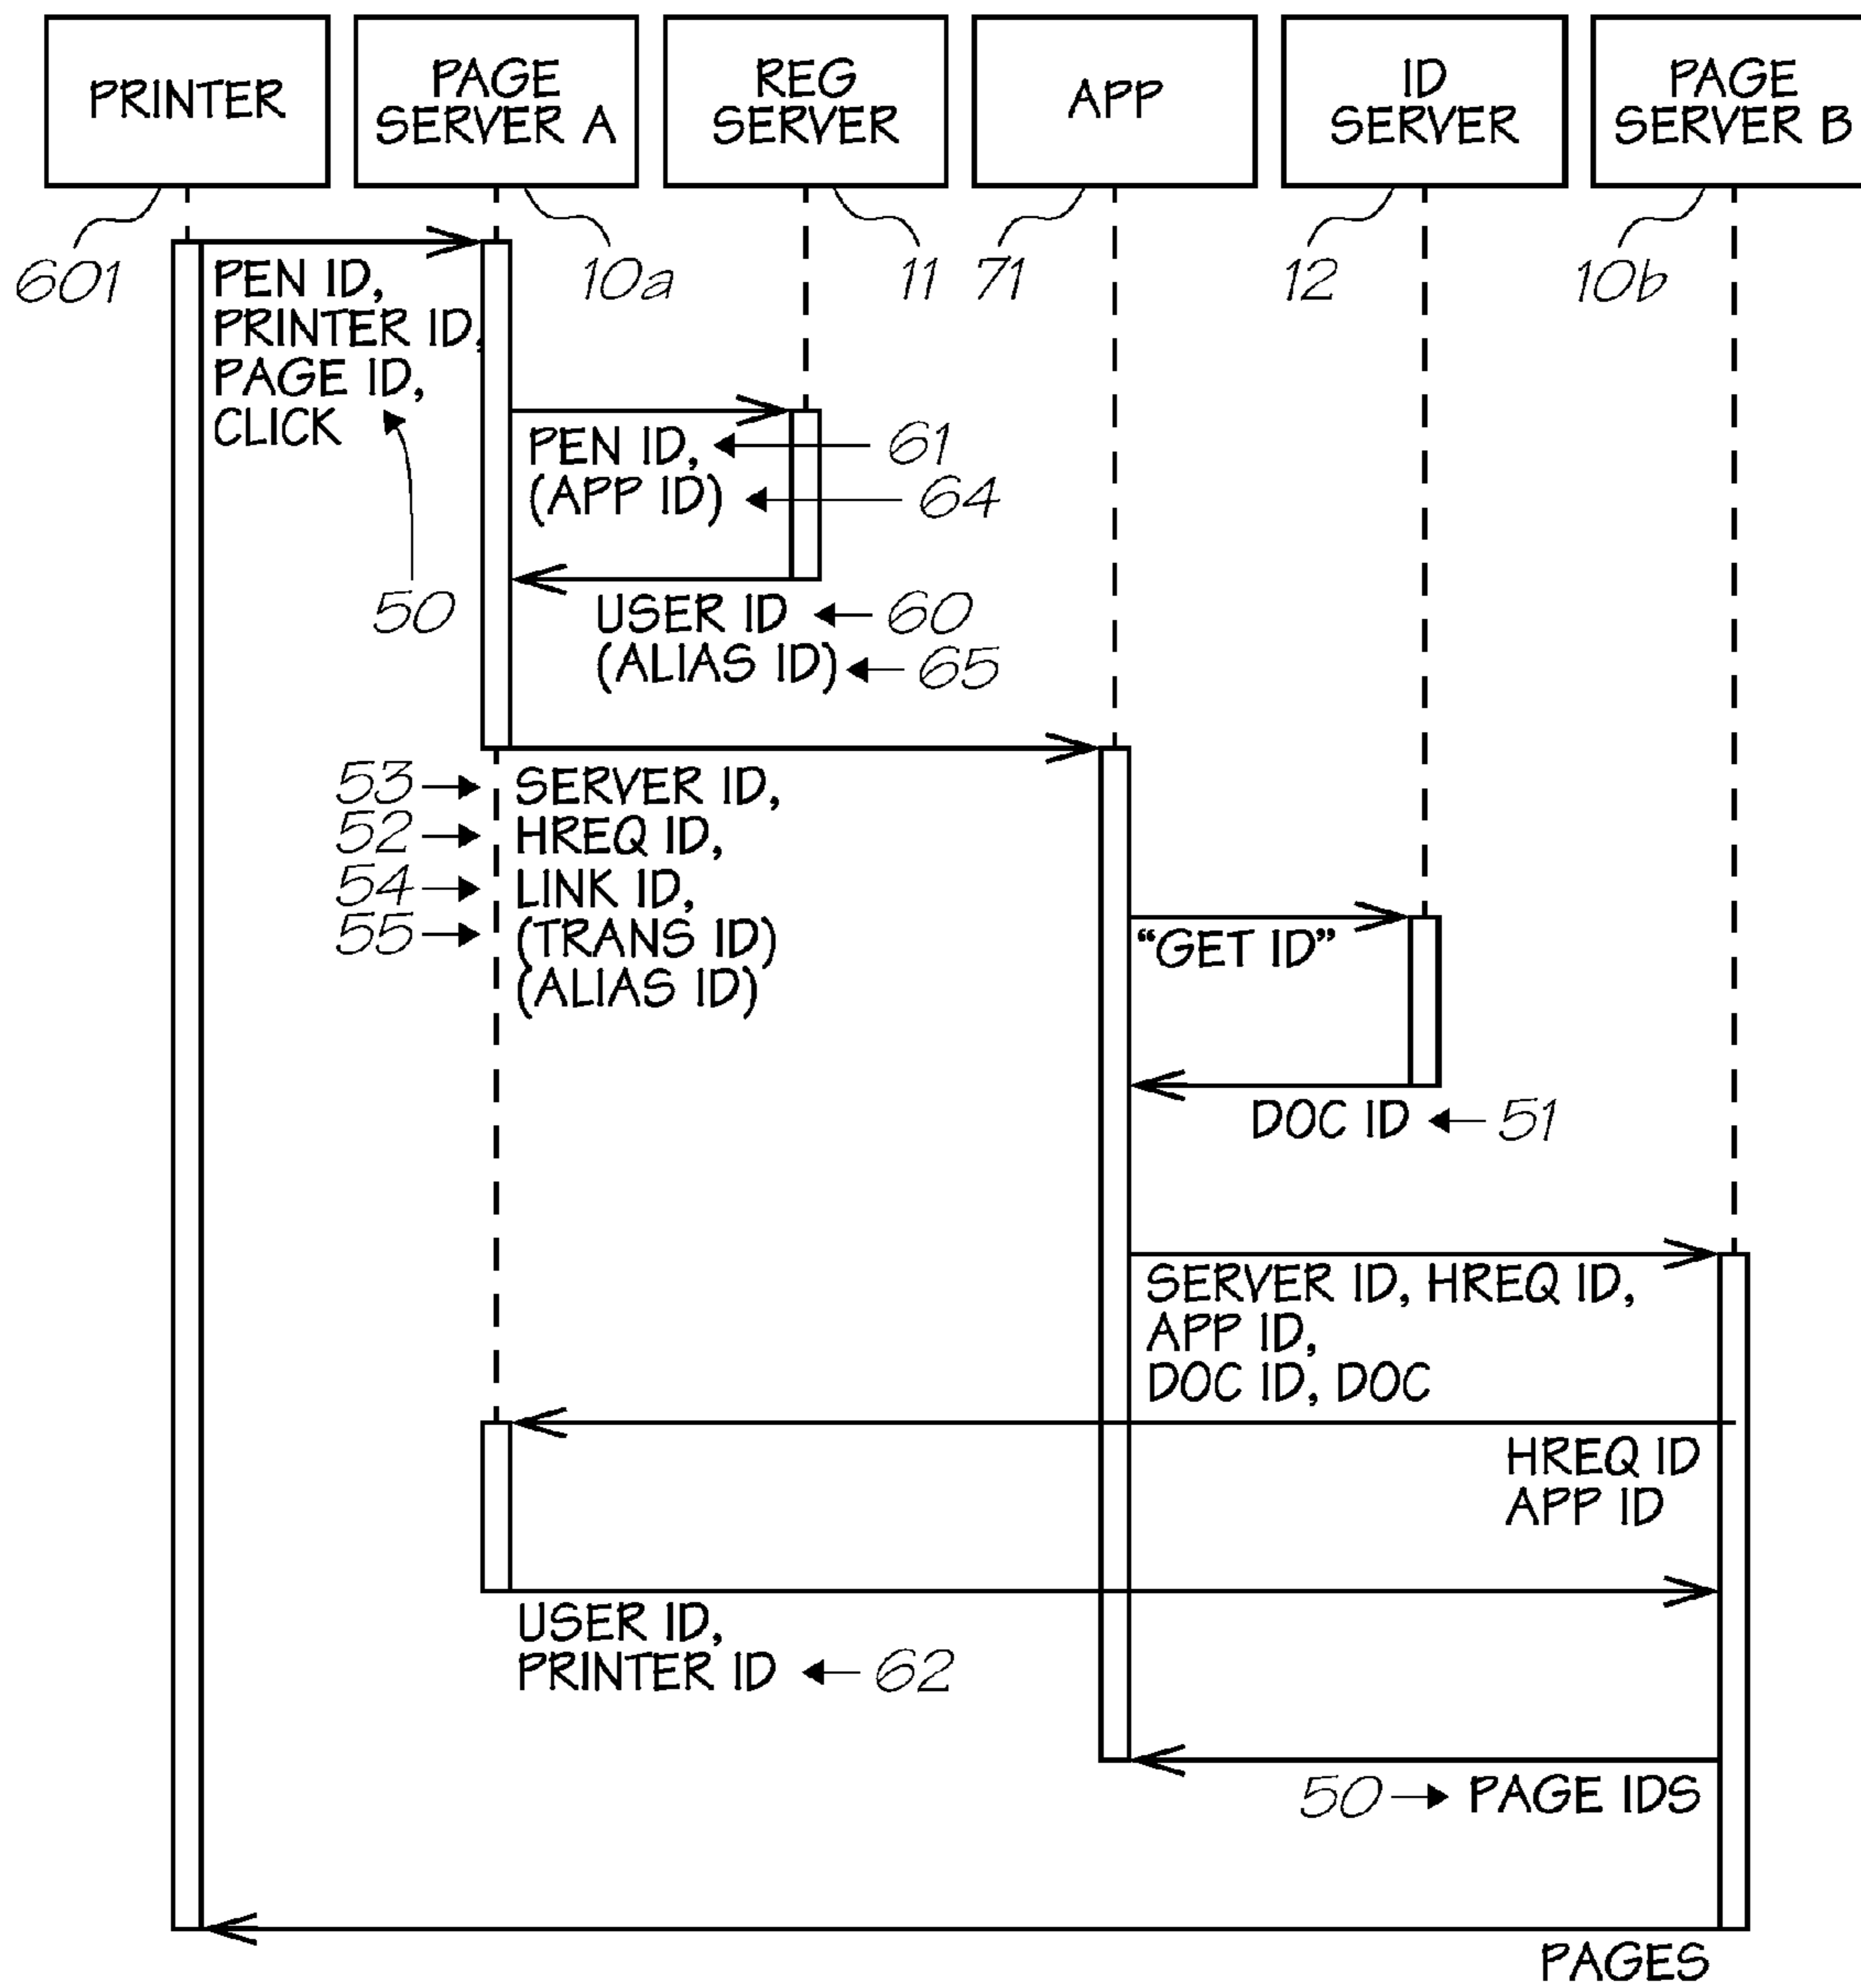 PRINTER
PAGE
SERVER A
REG
SERVER
APP
ID
SERVER
PAGE
SERVER B
601
10a
11
71
12
10b
PEN ID,
PRINTER ID,
PAGE ID,
CLICK
50
PEN ID,
(APP ID)
61
64
USER ID
(ALIAS ID)
60
65
53
52
54
55
SERVER ID,
HREQ ID,
LINK ID,
(TRANS ID)
(ALIAS ID)
“GET ID”
DOC ID
51
SERVER ID, HREQ ID,
APP ID,
DOC ID, DOC
HREQ ID
APP ID
USER ID,
PRINTER ID
62
50
PAGE IDS
PAGES